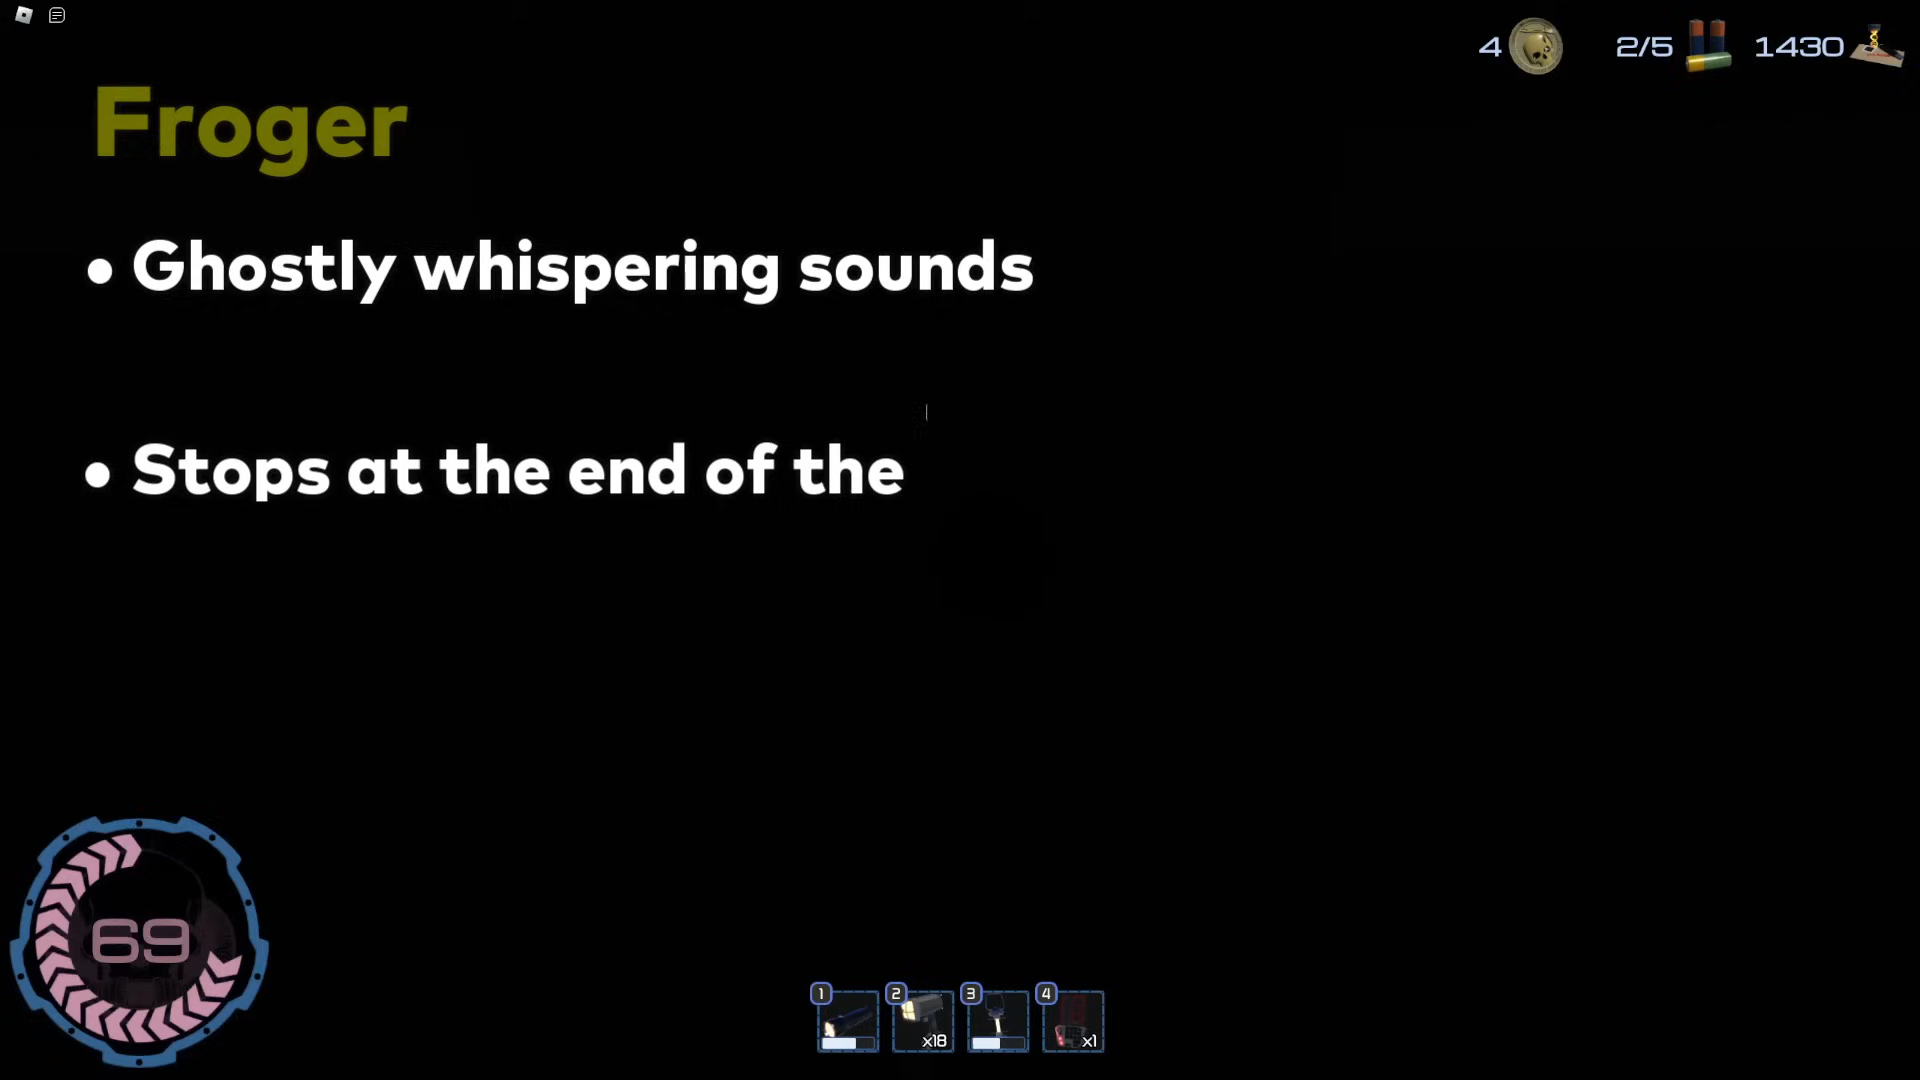 4 2/5 1430
Froger
• Ghostly whispering sounds
• Stops at the end of the
69
1 2 3 4
x18 x1